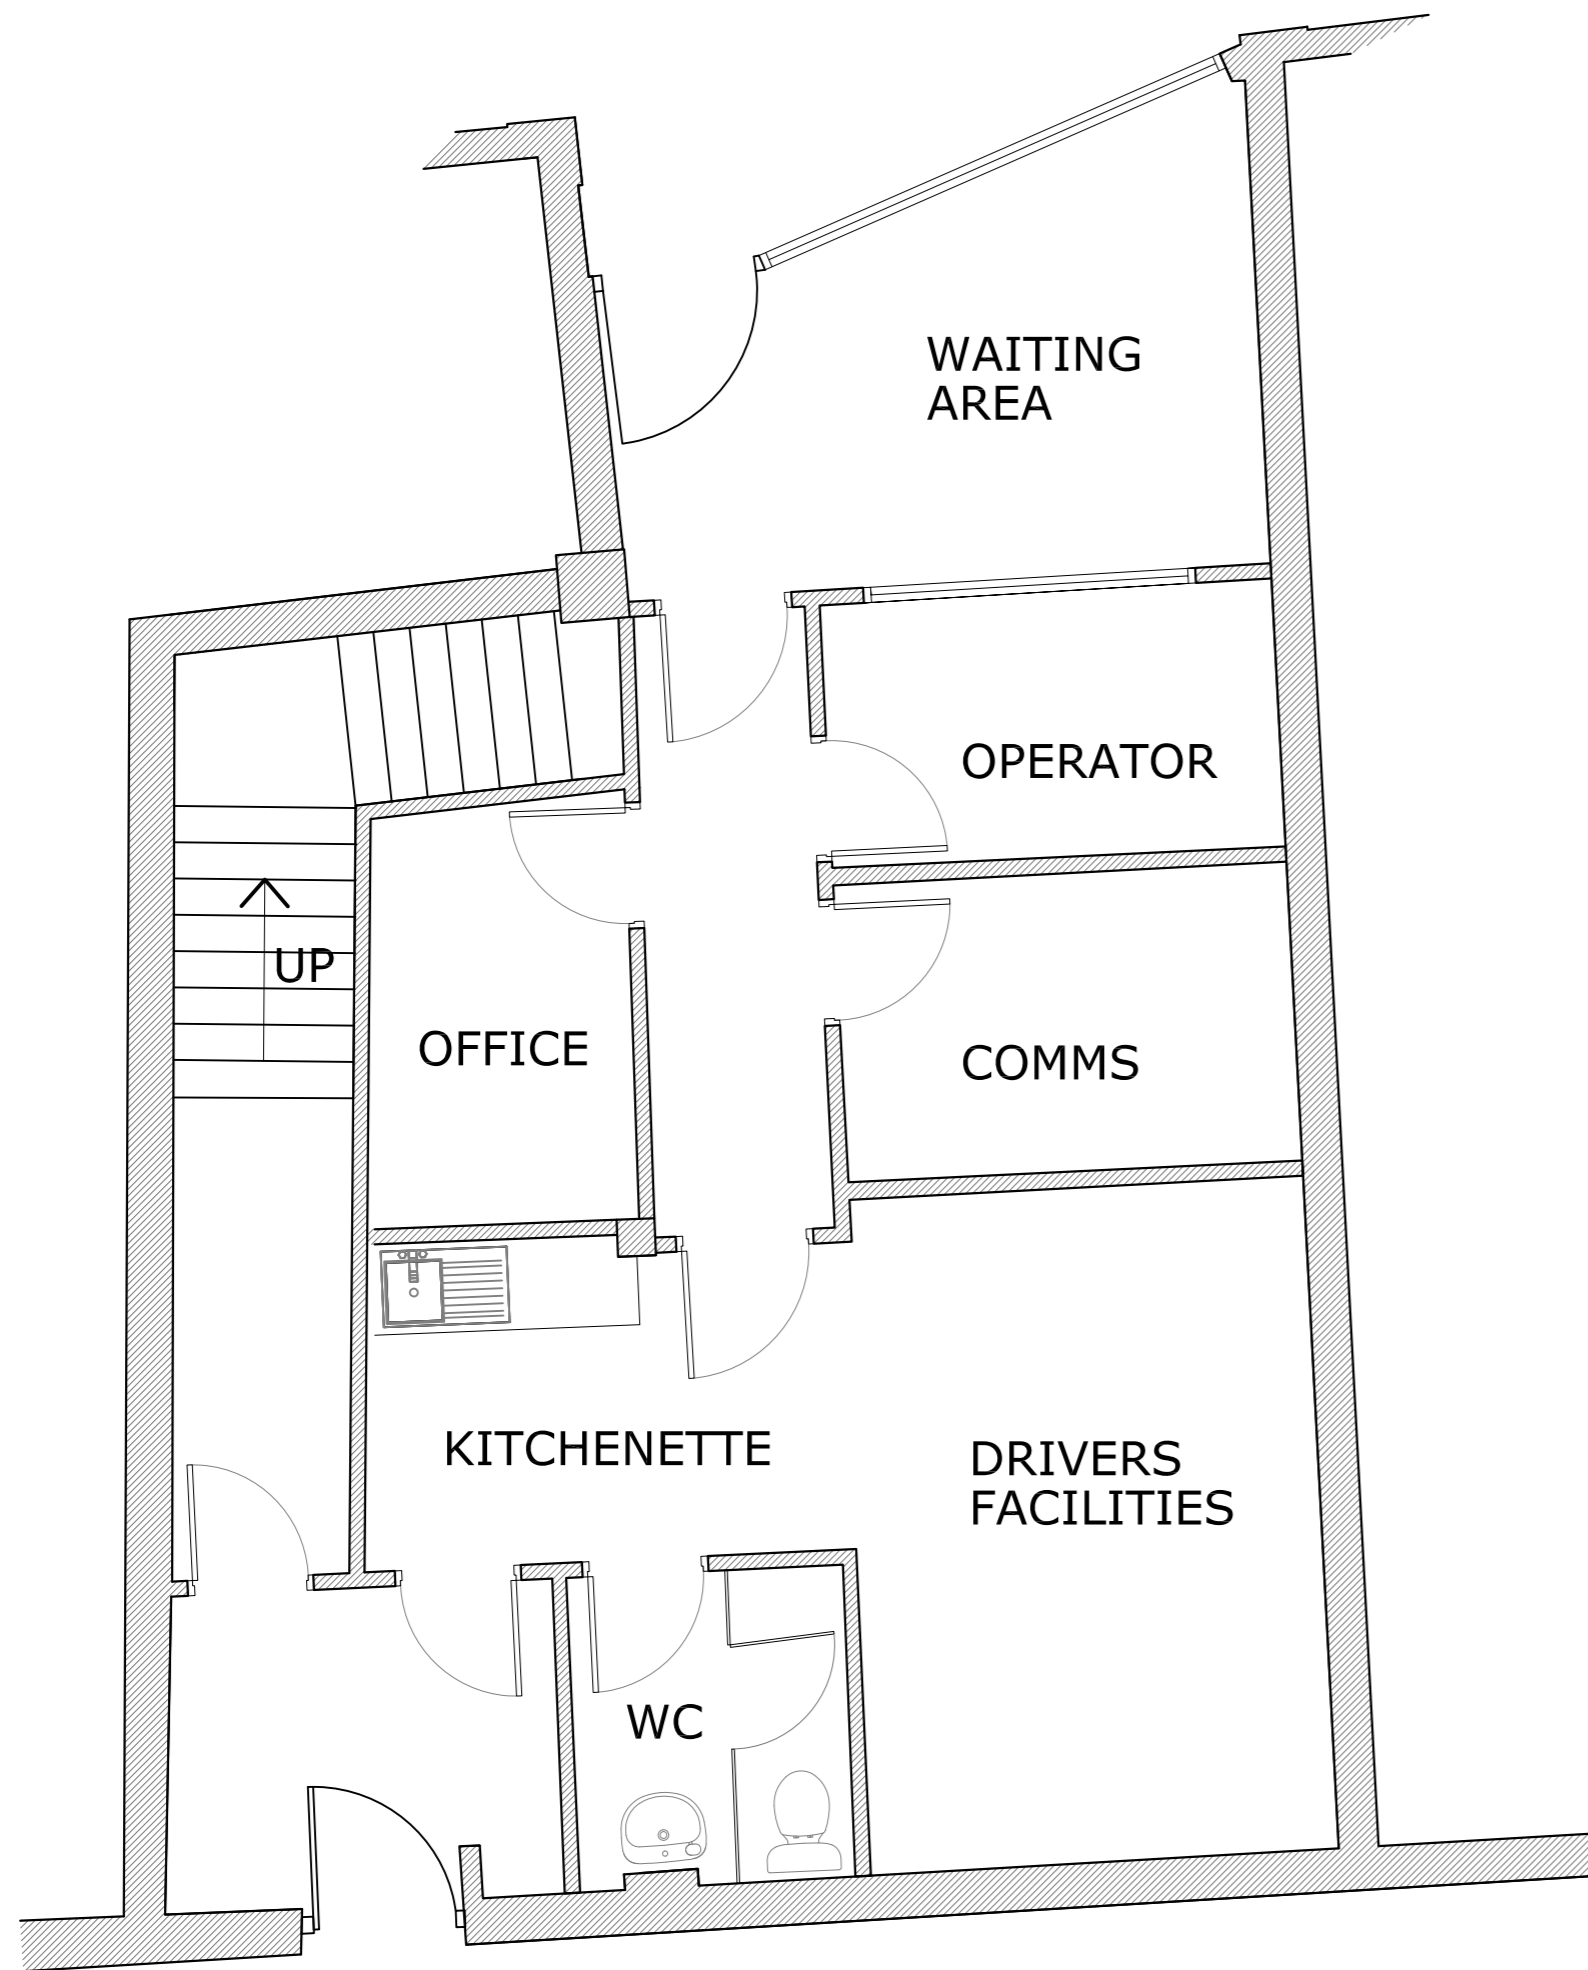 WAITING
AREA
OPERATOR
UP
OFFICE
COMMS
KITCHENETTE
DRIVERS
FACILITIES
WC